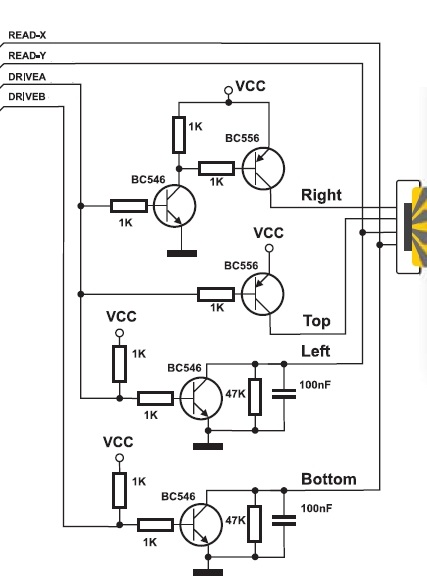 READ-X
READ-Y
DRIVEA
DRIVEB
VCC
1K
BC556
1K
BC546
1K
Right
VCC
BC556
1K
Top
VCC
Left
1K
BC546
47K
100nF
1K
VCC
1K
Bottom
BC546
47K
100nF
1K